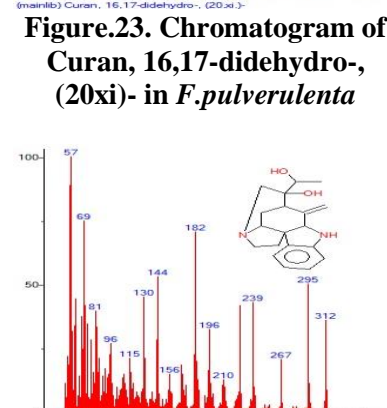 (mainlib) Curan, 16,17-didehydro-, (20.xi.)-
Figure.23. Chromatogram of
Curan, 16,17-didehydro-,
(20xi)- in F.pulverulenta
100
57
HO
OH
69
182
N
NH
50
144
295
130
239
81
312
196
96
267
115
156
210